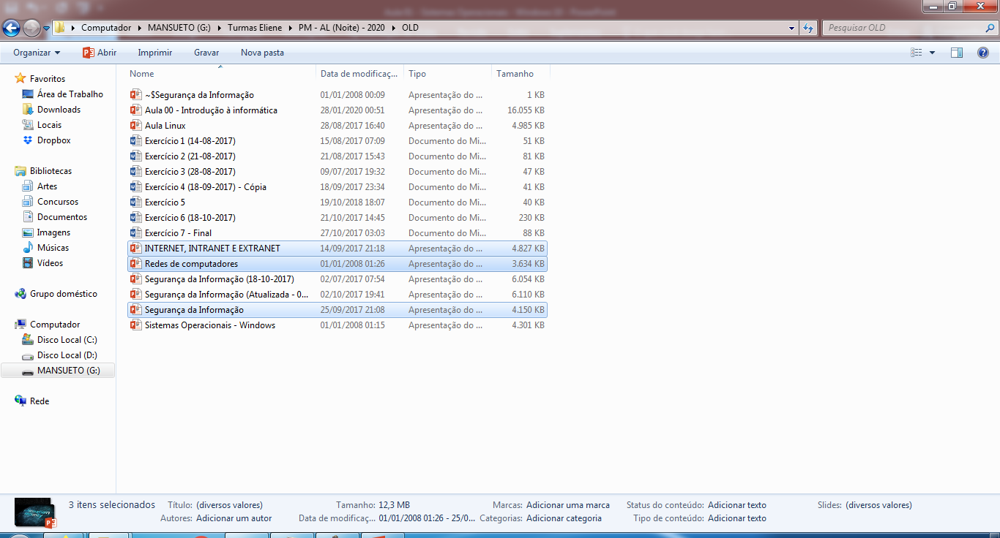 Computador MANSUETO (G:) Turmas Eliene PM - AL (Noite) - 2020 OLD Pesquisar OLD
Organizar Abrir Imprimir Gravar Nova pasta
Nome Data de modificaç... Tipo Tamanho
Favoritos
Área de Trabalho
Downloads
Locais
Dropbox
Bibliotecas
Artes
Concursos
Documentos
Imagens
Músicas
Vídeos
Grupo doméstico
Computador
Disco Local (C:)
Disco Local (D:)
MANSUETO (G:)
Rede
~$Segurança da Informação 01/01/2008 00:09 Apresentação do ... 1 KB
Aula 00 - Introdução à informática 28/01/2020 00:51 Apresentação do ... 16.055 KB
Aula Linux 28/08/2017 16:40 Apresentação do ... 4.985 KB
Exercício 1 (14-08-2017) 15/08/2017 07:09 Documento do Mi... 51 KB
Exercício 2 (21-08-2017) 21/08/2017 15:43 Documento do Mi... 81 KB
Exercício 3 (28-08-2017) 09/07/2017 19:32 Documento do Mi... 47 KB
Exercício 4 (18-09-2017) - Cópia 18/09/2017 23:34 Documento do Mi... 41 KB
Exercício 5 19/10/2018 18:07 Documento do Mi... 40 KB
Exercício 6 (18-10-2017) 21/10/2017 14:45 Documento do Mi... 230 KB
Exercício 7 - Final 27/10/2017 03:03 Documento do Mi... 88 KB
INTERNET, INTRANET E EXTRANET 14/09/2017 21:18 Apresentação do ... 4.827 KB
Redes de computadores 01/01/2008 01:26 Apresentação do ... 3.634 KB
Segurança da Informação (18-10-2017) 02/07/2017 07:54 Apresentação do ... 6.054 KB
Segurança da Informação (Atualizada - 0... 02/10/2017 19:41 Apresentação do ... 6.110 KB
Segurança da Informação 25/09/2017 21:08 Apresentação do ... 4.150 KB
Sistemas Operacionais - Windows 01/01/2008 01:15 Apresentação do ... 4.301 KB
3 itens selecionados Título: (diversos valores) Tamanho: 12,3 MB Marcas: Adicionar uma marca Status do conteúdo: Adicionar texto Slides: (diversos valores)
Autores: Adicionar um autor Data de modificaç... 01/01/2008 01:26 - 25/0... Categorias: Adicionar categoria Tipo de conteúdo: Adicionar texto